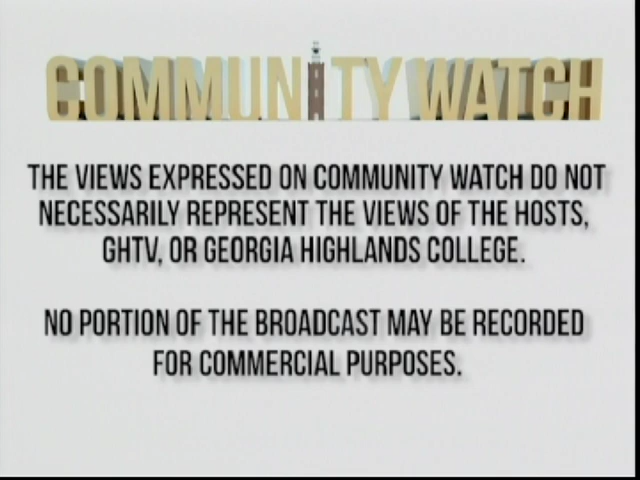 COMMUNITY WATCH
THE VIEWS EXPRESSED ON COMMUNITY WATCH DO NOT
NECESSARILY REPRESENT THE VIEWS OF THE HOSTS,
GHTV, OR GEORGIA HIGHLANDS COLLEGE.
NO PORTION OF THE BROADCAST MAY BE RECORDED
FOR COMMERCIAL PURPOSES.